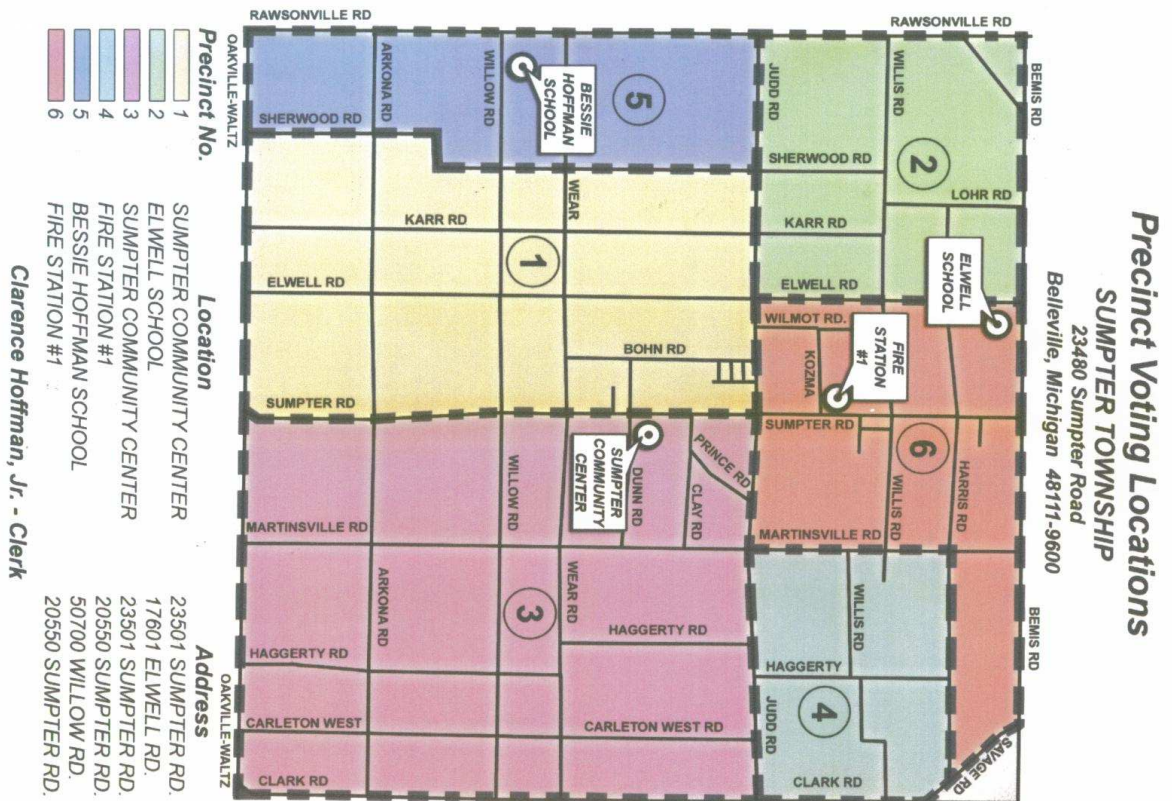 Precinct Voting Locations
SUMPTER TOWNSHIP
23480 Sumpter Road
Belleville, Michigan 48111-9600
RAWSONVILLE RD
RAWSONVILLE RD
BEMIS RD
BEMIS RD
SAVAGE RD
LOHR RD
WILLIS RD
JUDD RD
SHERWOOD RD
KARR RD
ELWELL RD
2
ELWELL
SCHOOL
WILMOT RD.
KOZMA
FIRE
STATION
#1
SUMPTER RD
6
HARRIS RD
WILLIS RD
MARTINSVILLE RD
WILLIS RD
HAGGERTY
JUDD RD
4
CLARK RD
5
BESSIE
HOFFMAN
SCHOOL
WILLOW RD
ARKONA RD
SHERWOOD RD
OAKVILLE-WALTZ
WEAR
KARR RD
1
ELWELL RD
BOHN RD
SUMPTER RD
PRINCE RD
CLAY RD
DUNN RD
SUMPTER
COMMUNITY
CENTER
WILLOW RD
MARTINSVILLE RD
WEAR RD
3
ARKONA RD
HAGGERTY RD
HAGGERTY RD
CARLETON WEST RD
CARLETON WEST
CLARK RD
OAKVILLE-WALTZ
Precinct No. Location Address
1 SUMPTER COMMUNITY CENTER 23501 SUMPTER RD.
2 ELWELL SCHOOL 17601 ELWELL RD.
3 SUMPTER COMMUNITY CENTER 23501 SUMPTER RD.
4 FIRE STATION #1 20550 SUMPTER RD.
5 BESSIE HOFFMAN SCHOOL 50700 WILLOW RD.
6 FIRE STATION #1 20550 SUMPTER RD.
Clarence Hoffman, Jr. - Clerk